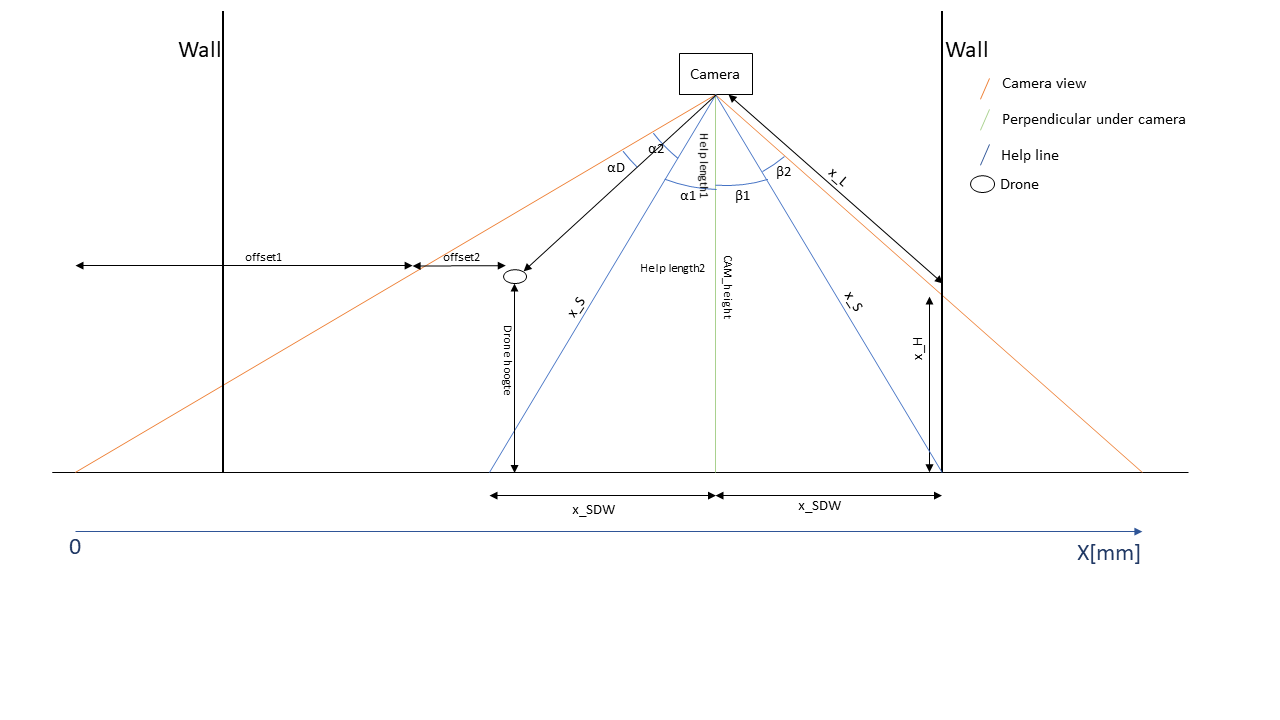 Wall
Wall
Camera
Camera view
Perpendicular under camera
Help line
Drone
α2
αD
Help length1
β2
x_L
α1
β1
offset1
offset2
Help length2
CAM_height
x_S
x_S
Drone hoogte
H_x
x_SDW
x_SDW
0
X[mm]